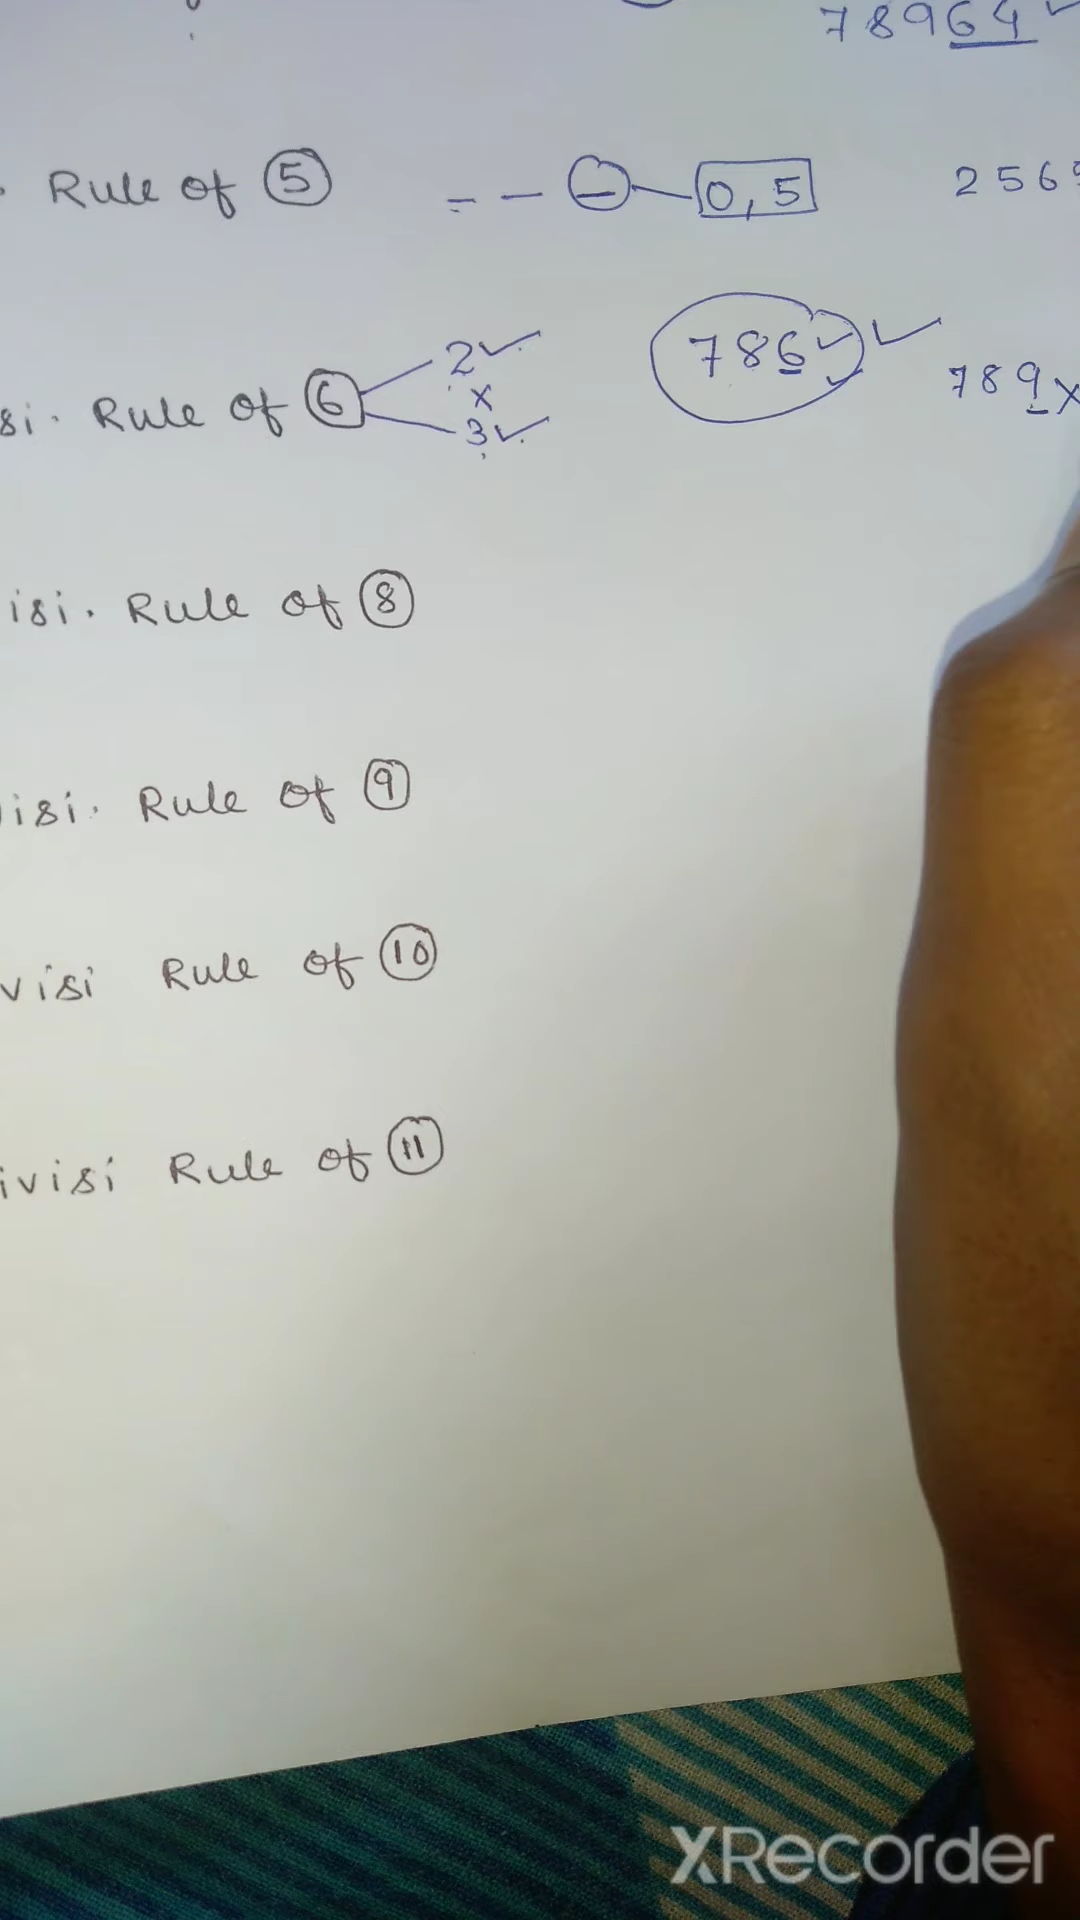 78964 ✓
Rule of 5 = - - 0, 5 256
si. Rule of 6 2 ✓ x 3 ✓ 786 ✓ ✓ 789 x
isi. Rule of 8
isi. Rule of 9
visi Rule of 10
ivisi Rule of 11
XRecorder